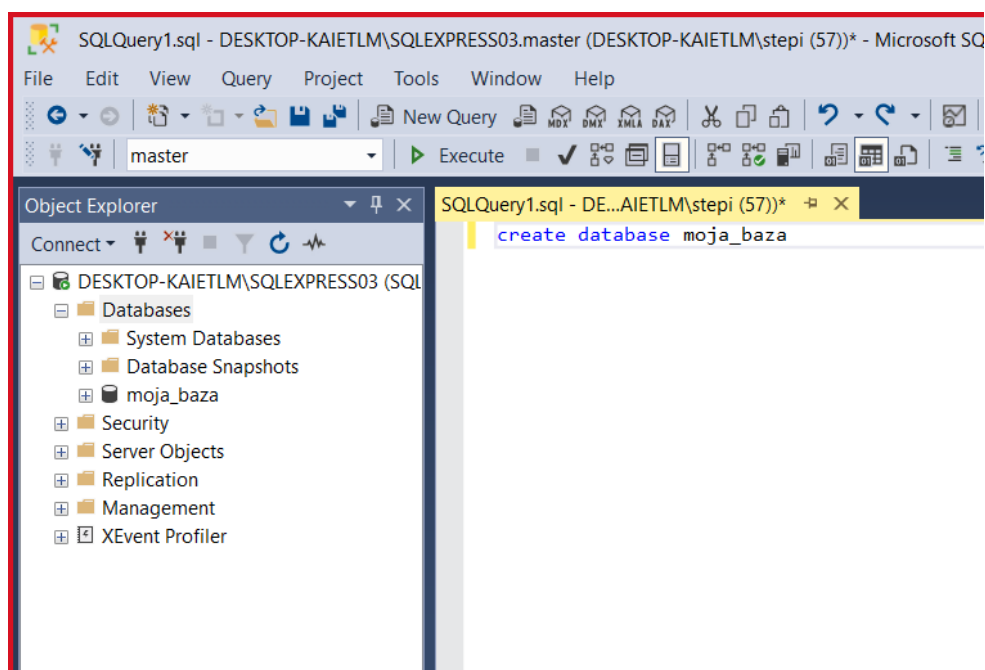 SQLQuery1.sql - DESKTOP-KAIETLM\SQLEXPRESS03.master (DESKTOP-KAIETLM\stepi (57))* - Microsoft SQ
File Edit View Query Project Tools Window Help
New Query MDX DMX XMLA DAX
master Execute
Object Explorer
SQLQuery1.sql - DE...AIETLM\stepi (57))*
Connect
create database moja_baza
DESKTOP-KAIETLM\SQLEXPRESS03 (SQL
Databases
System Databases
Database Snapshots
moja_baza
Security
Server Objects
Replication
Management
XEvent Profiler